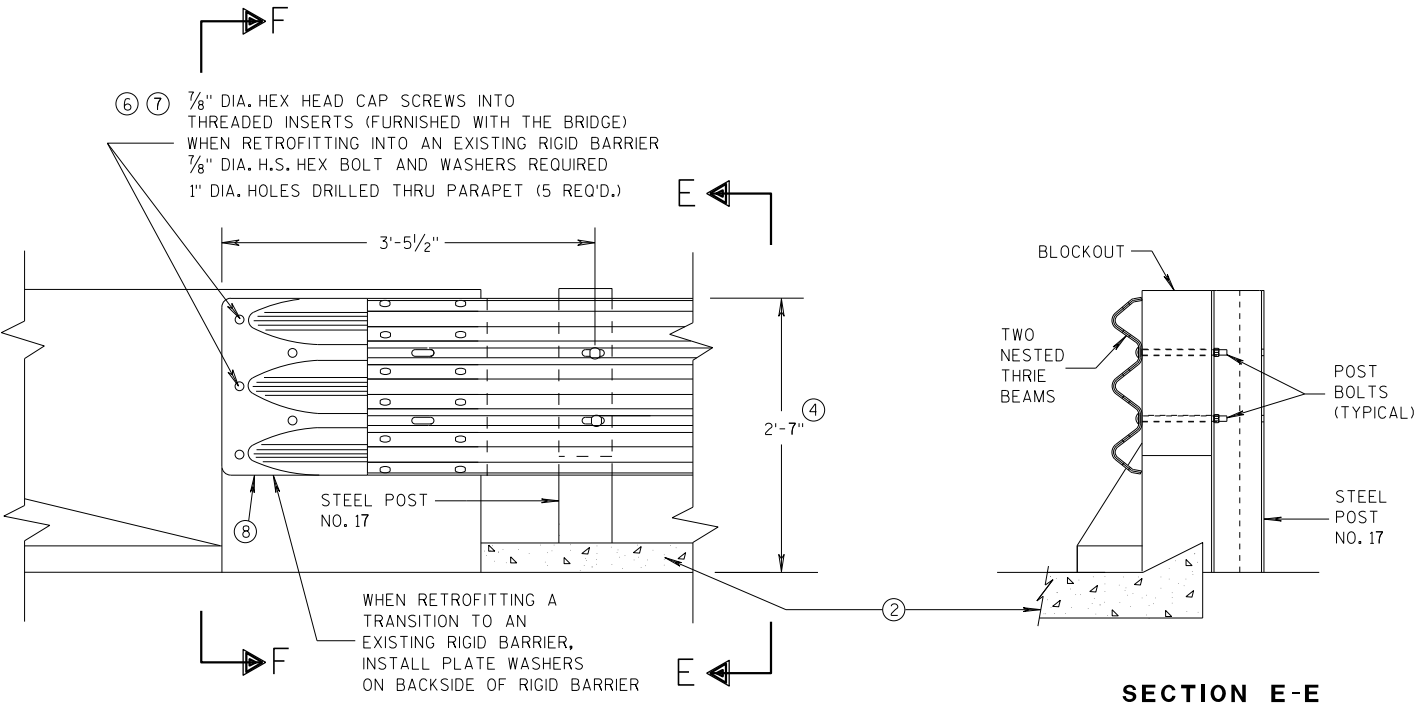 F
⑥ ⑦ 7/8" DIA. HEX HEAD CAP SCREWS INTO
THREADED INSERTS (FURNISHED WITH THE BRIDGE)
WHEN RETROFITTING INTO AN EXISTING RIGID BARRIER
7/8" DIA. H.S. HEX BOLT AND WASHERS REQUIRED
1" DIA. HOLES DRILLED THRU PARAPET (5 REQ'D.)
E
3'-5 1/2"
2'-7" ④
STEEL POST
NO. 17
⑧
WHEN RETROFITTING A
TRANSITION TO AN
EXISTING RIGID BARRIER,
INSTALL PLATE WASHERS
ON BACKSIDE OF RIGID BARRIER
②
F
E
BLOCKOUT
TWO
NESTED
THRIE
BEAMS
POST
BOLTS
(TYPICAL)
STEEL
POST
NO. 17
SECTION E-E